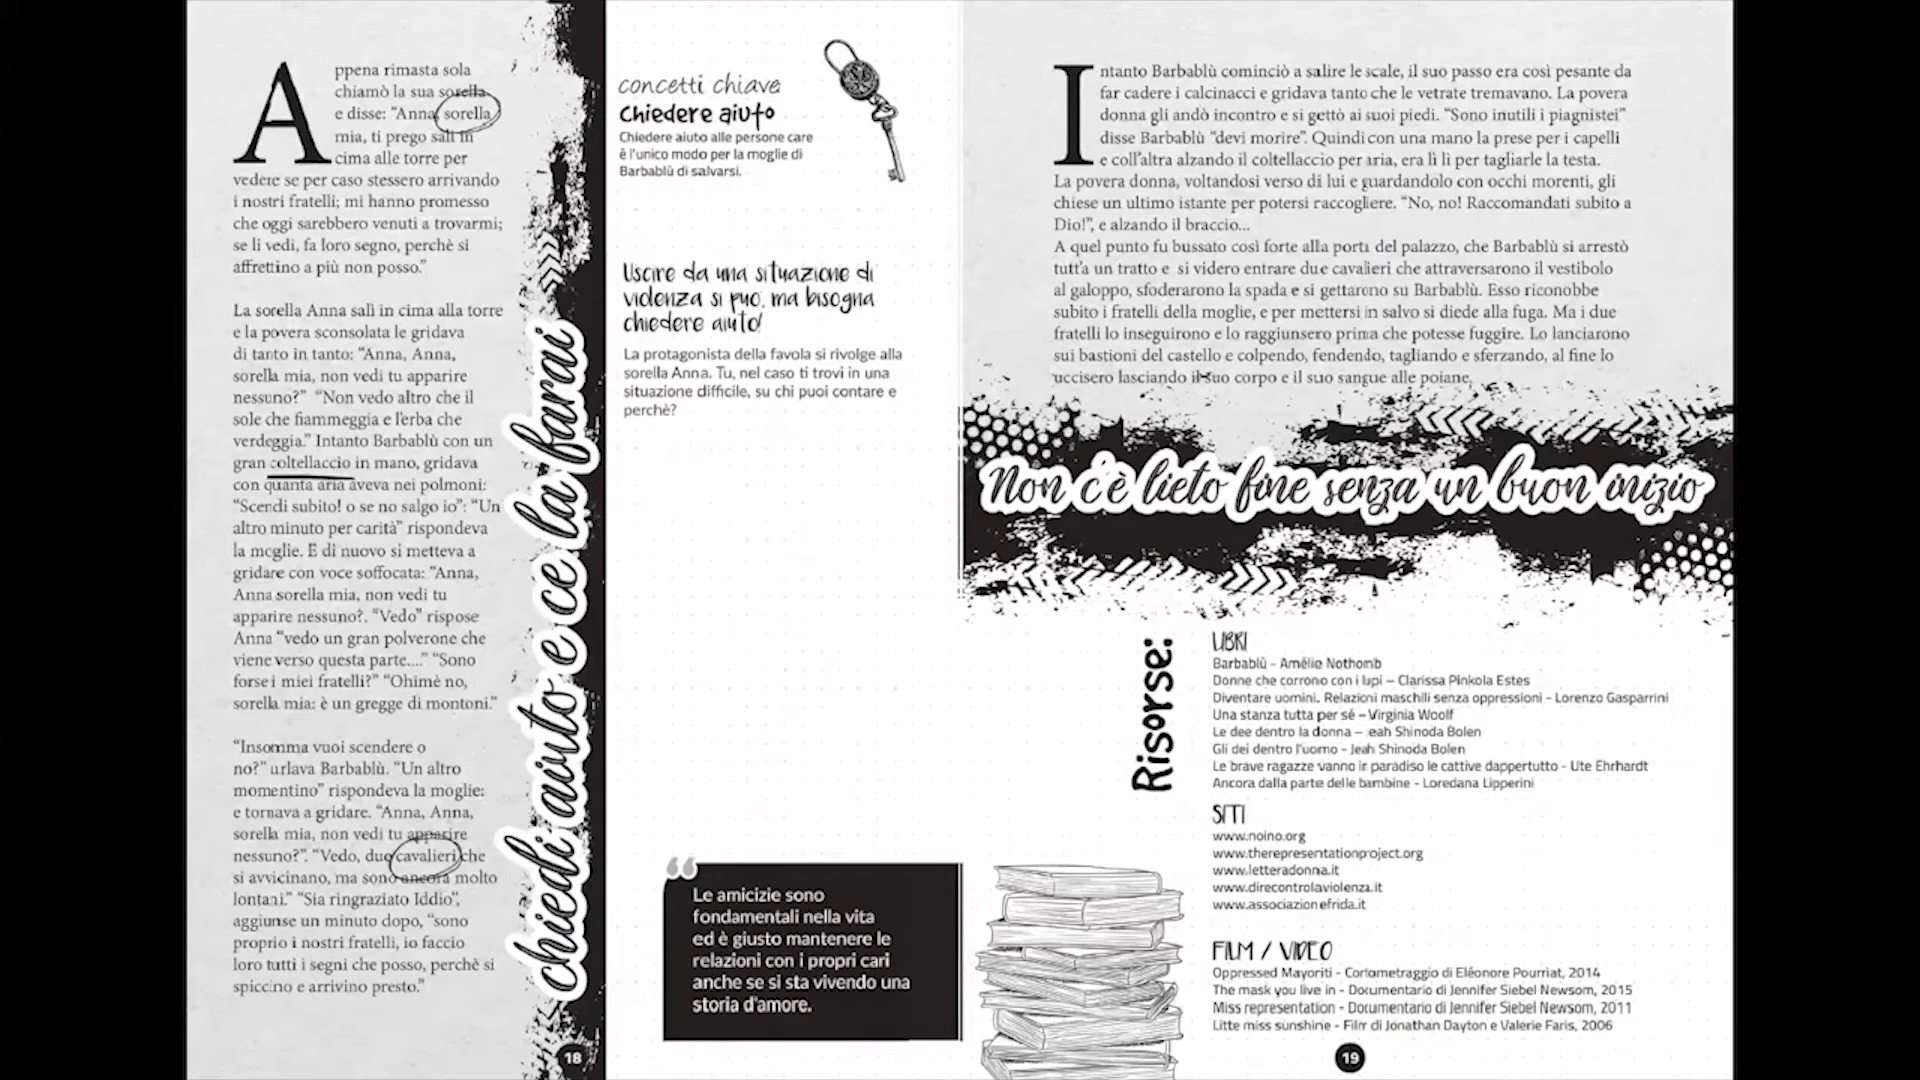 Appena rimasta sola
chiamò la sua sorella
e disse: “Anna, sorella
mia, ti prego sali in
cima alle torre per
vedere se per caso stessero arrivando
i nostri fratelli; mi hanno promesso
che oggi sarebbero venuti a trovarmi;
se li vedi, fa loro segno, perchè si
affrettino a più non posso.”
La sorella Anna salì in cima alla torre
e la povera sconsolata le gridava
di tanto in tanto: “Anna, Anna,
sorella mia, non vedi tu apparire
nessuno?” “Non vedo altro che il
sole che fiammeggia e l'erba che
verdeggia.” Intanto Barbablù con un
gran coltellaccio in mano, gridava
con quanta aria aveva nei polmoni:
“Scendi subito! o se no salgo io”: “Un
altro minuto per carità” rispondeva
la moglie. E di nuovo si metteva a
gridare con voce soffocata: “Anna,
Anna sorella mia, non vedi tu
apparire nessuno?. “Vedo” rispose
Anna “vedo un gran polverone che
viene verso questa parte....” “Sono
forse i miei fratelli?” “Ohimè no,
sorella mia: è un gregge di montoni.”
“Insomma vuoi scendere o
no?” urlava Barbablù. “Un altro
momentino” rispondeva la moglie:
e tornava a gridare. “Anna, Anna,
sorella mia, non vedi tu apparire
nessuno?”. “Vedo, due cavalieri che
si avvicinano, ma sono ancora molto
lontani.” “Sia ringraziato Iddio”,
aggiunse un minuto dopo, “sono
proprio i nostri fratelli, io faccio
loro tutti i segni che posso, perchè si
spiccino e arrivino presto.”
chiedi aiuto e ce la farai
18
concetti chiave
Chiedere aiuto
Chiedere aiuto alle persone care
è l'unico modo per la moglie di
Barbablù di salvarsi.
Uscire da una situazione di
violenza si può, ma bisogna
chiedere aiuto!
La protagonista della favola si rivolge alla
sorella Anna. Tu, nel caso ti trovi in una
situazione difficile, su chi puoi contare e
perchè?
“
Le amicizie sono
fondamentali nella vita
ed è giusto mantenere le
relazioni con i propri cari
anche se si sta vivendo una
storia d'amore.
Intanto Barbablù cominciò a salire le scale, il suo passo era così pesante da
far cadere i calcinacci e gridava tanto che le vetrate tremavano. La povera
donna gli andò incontro e si gettò ai suoi piedi. “Sono inutili i piagnistei”
disse Barbablù “devi morire”. Quindi con una mano la prese per i capelli
e coll'altra alzando il coltellaccio per aria, era lì lì per tagliarle la testa.
La povera donna, voltandosi verso di lui e guardandolo con occhi morenti, gli
chiese un ultimo istante per potersi raccogliere. “No, no! Raccomandati subito a
Dio!”, e alzando il braccio...
A quel punto fu bussato così forte alla porta del palazzo, che Barbablù si arrestò
tutt'a un tratto e si videro entrare due cavalieri che attraversarono il vestibolo
al galoppo, sfoderarono la spada e si gettarono su Barbablù. Esso riconobbe
subito i fratelli della moglie, e per mettersi in salvo si diede alla fuga. Ma i due
fratelli lo inseguirono e lo raggiunsero prima che potesse fuggire. Lo lanciarono
sui bastioni del castello e colpendo, fendendo, tagliando e sferzando, al fine lo
uccisero lasciando il suo corpo e il suo sangue alle poiane.
Non c'è lieto fine senza un buon inizio
Risorse:
LIBRI
Barbablù - Amélie Nothomb
Donne che corrono con i lupi – Clarissa Pinkola Estes
Diventare uomini. Relazioni maschili senza oppressioni - Lorenzo Gasparrini
Una stanza tutta per sé – Virginia Woolf
Le dee dentro la donna – Jeah Shinoda Bolen
Gli dei dentro l'uomo - Jeah Shinoda Bolen
Le brave ragazze vanno in paradiso le cattive dappertutto - Ute Ehrhardt
Ancora dalla parte delle bambine - Loredana Lipperini
SITI
www.noino.org
www.therepresentationproject.org
www.letteradonna.it
www.direcontrolaviolenza.it
www.associazionefrida.it
FILM / VIDEO
Oppressed Mayoriti - Cortometraggio di Eléonore Pourriat, 2014
The mask you live in - Documentario di Jennifer Siebel Newsom, 2015
Miss representation - Documentario di Jennifer Siebel Newsom, 2011
Litte miss sunshine - Film di Jonathan Dayton e Valerie Faris, 2006
19